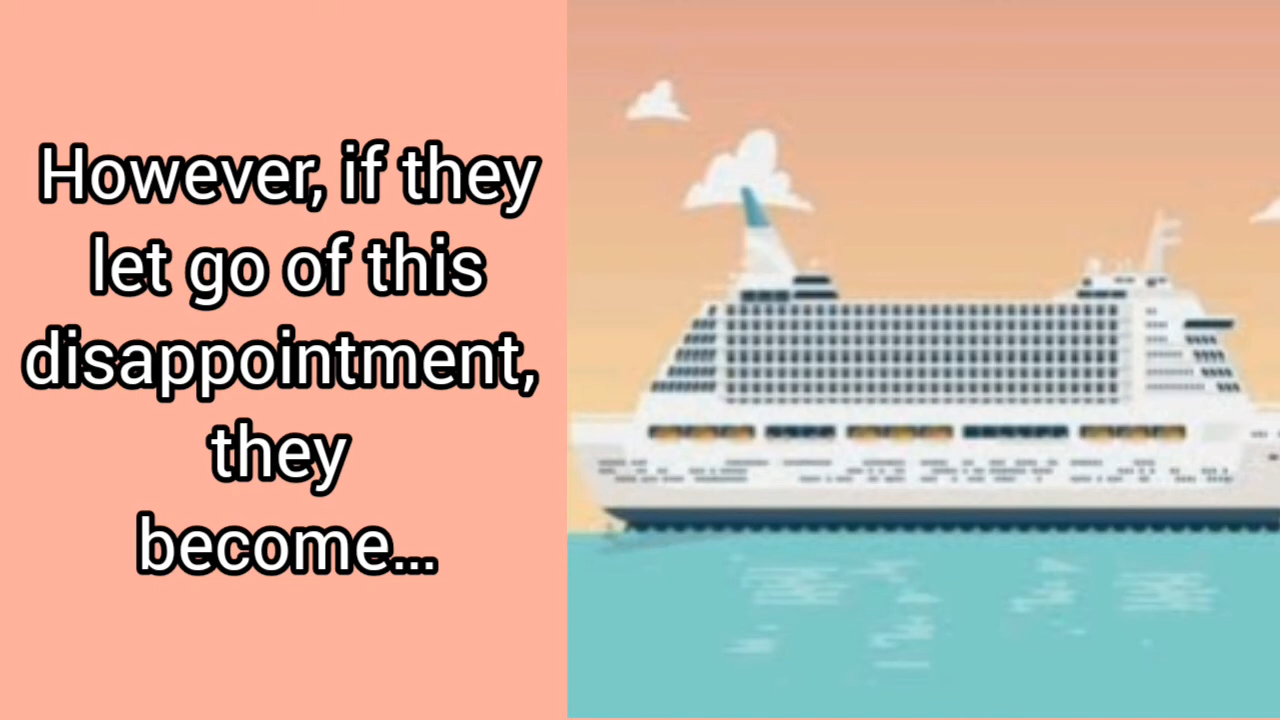 However, if they
let go of this
disappointment,
they
become...